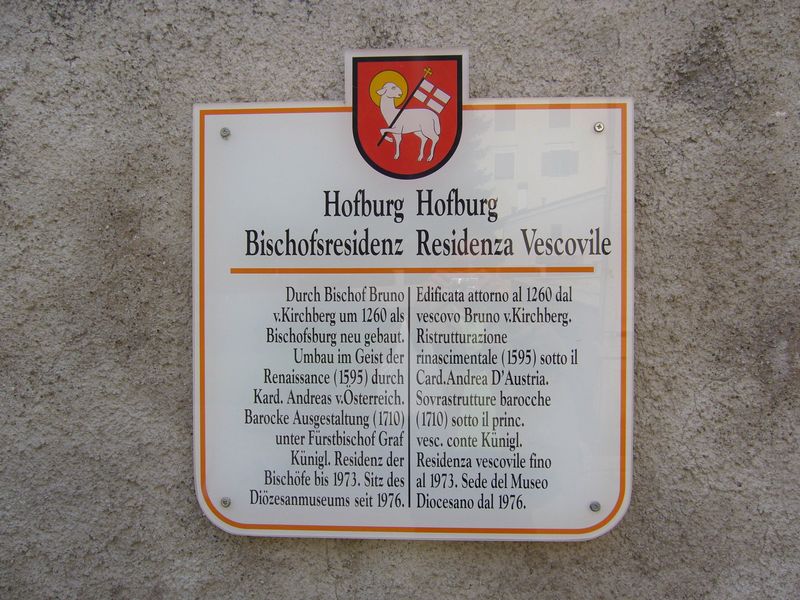 Hofburg
Bischofsresidenz
Durch Bischof Bruno
v.Kirchberg um 1260 als
Bischofsburg neu gebaut.
Umbau im Geist der
Renaissance (1595) durch
Kard. Andreas v.Österreich.
Barocke Ausgestaltung (1710)
unter Fürstbischof Graf
Künigl. Residenz der
Bischöfe bis 1973. Sitz des
Diözesanmuseums seit 1976.
Hofburg
Residenza Vescovile
Edificata attorno al 1260 dal
vescovo Bruno v.Kirchberg.
Ristrutturazione
rinascimentale (1595) sotto il
Card.Andrea D'Austria.
Sovrastrutture barocche
(1710) sotto il princ.
vesc. conte Künigl.
Residenza vescovile fino
al 1973. Sede del Museo
Diocesano dal 1976.